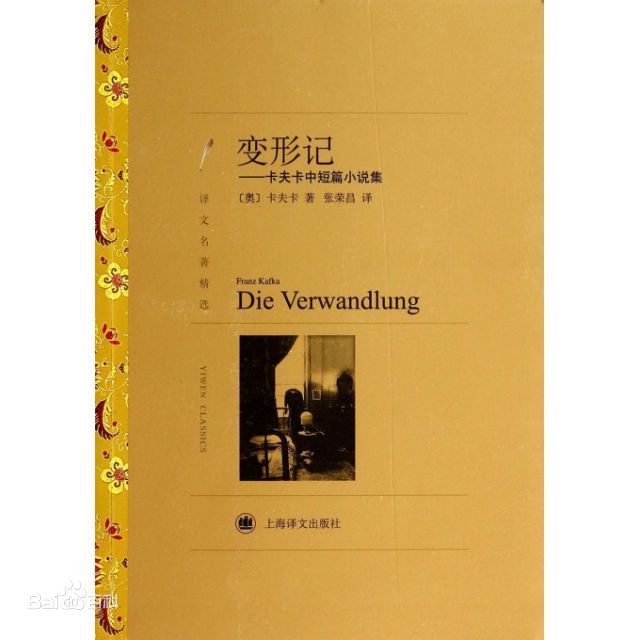 变形记
——卡夫卡中短篇小说集
〔奥〕卡夫卡 著 张荣昌 译
译文名著精选
Franz Kafka
Die Verwandlung
YIWEN CLASSICS
上海译文出版社
Bai百科